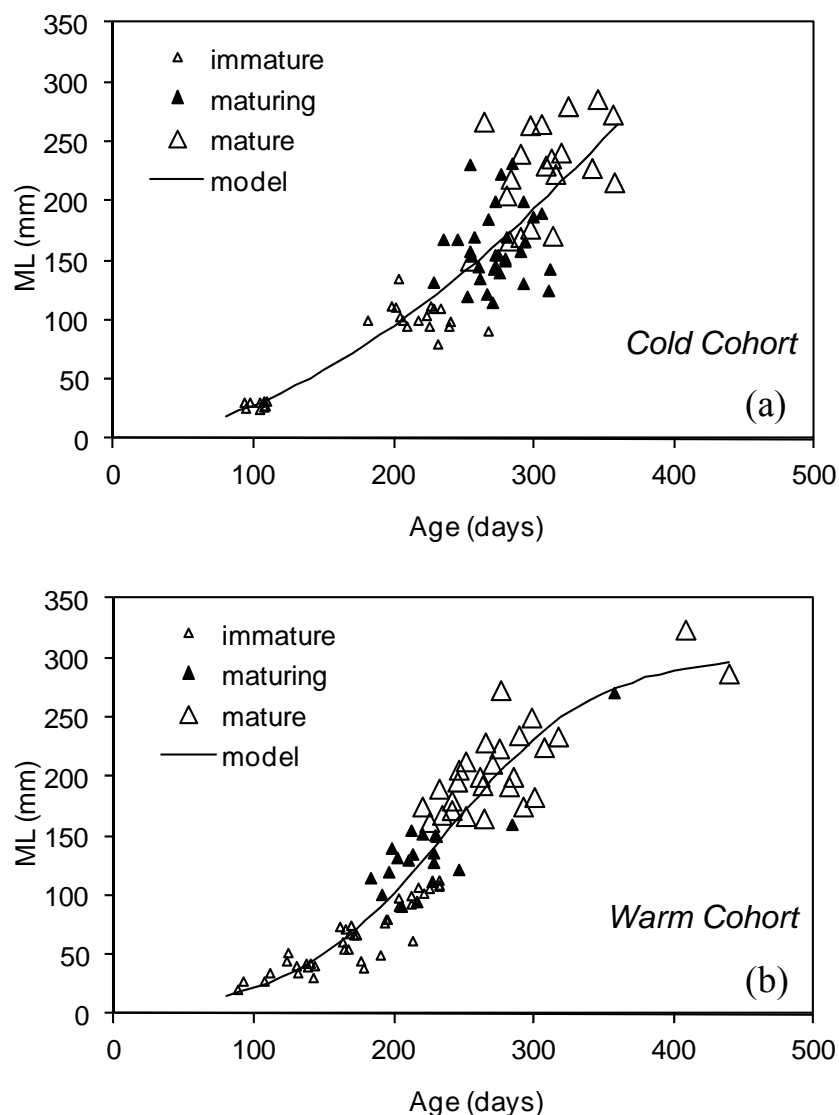 350
300
250
200
150
100
50
0
ML (mm)
immature
maturing
mature
model
Cold Cohort
(a)
0 100 200 300 400 500
Age (days)
350
300
250
200
150
100
50
0
ML (mm)
immature
maturing
mature
model
Warm Cohort
(b)
0 100 200 300 400 500
Age (days)